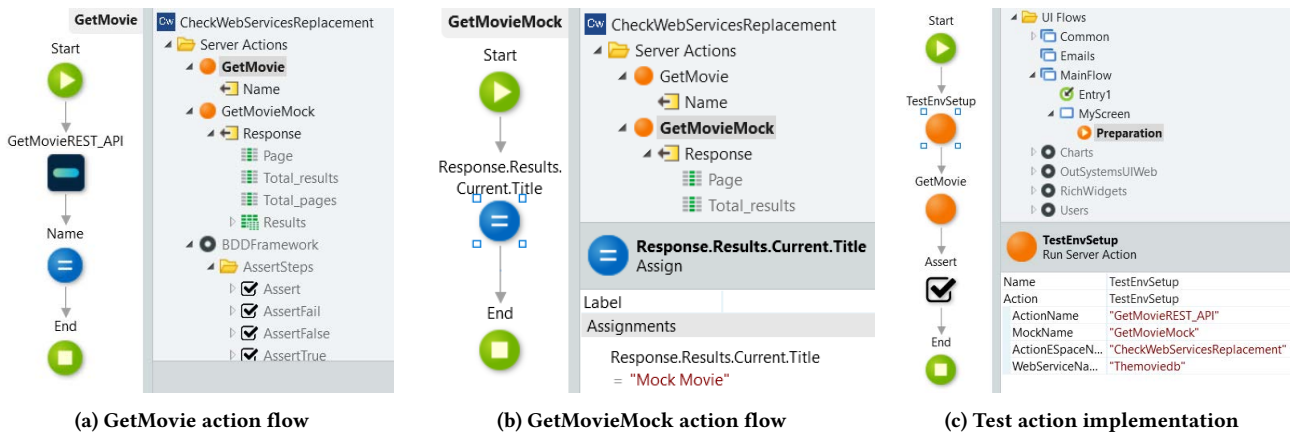 GetMovie
Start
GetMovieREST_API
Name
End
Cw CheckWebServicesReplacement
Server Actions
GetMovie
Name
GetMovieMock
Response
Page
Total_results
Total_pages
Results
BDDFramework
AssertSteps
Assert
AssertFail
AssertFalse
AssertTrue
(a) GetMovie action flow
GetMovieMock
Start
Response.Results.
Current.Title
End
Cw CheckWebServicesReplacement
Server Actions
GetMovie
Name
GetMovieMock
Response
Page
Total_results
Response.Results.Current.Title
Assign
Label
Assignments
Response.Results.Current.Title
= "Mock Movie"
(b) GetMovieMock action flow
Start
TestEnvSetup
GetMovie
Assert
End
UI Flows
Common
Emails
MainFlow
Entry1
MyScreen
Preparation
Charts
OutSystemsUIWeb
RichWidgets
Users
TestEnvSetup
Run Server Action
Name TestEnvSetup
Action TestEnvSetup
ActionName "GetMovieREST_API"
MockName "GetMovieMock"
ActionESpaceN... "CheckWebServicesReplacement"
WebServiceNa... "Themoviedb"
(c) Test action implementation